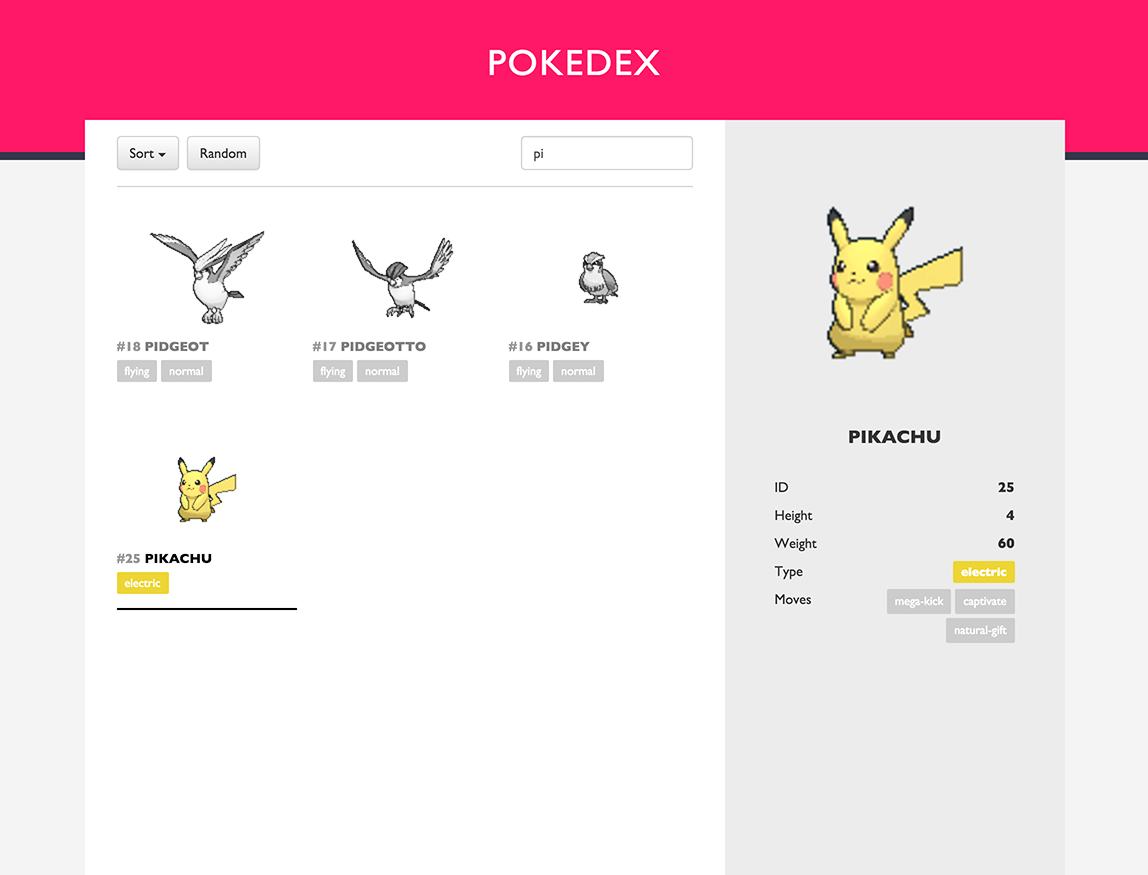 POKEDEX
Sort Random pi
#18 PIDGEOT
flying normal
#17 PIDGEOTTO
flying normal
#16 PIDGEY
flying normal
#25 PIKACHU
electric
PIKACHU
ID 25
Height 4
Weight 60
Type electric
Moves mega-kick captivate
natural-gift